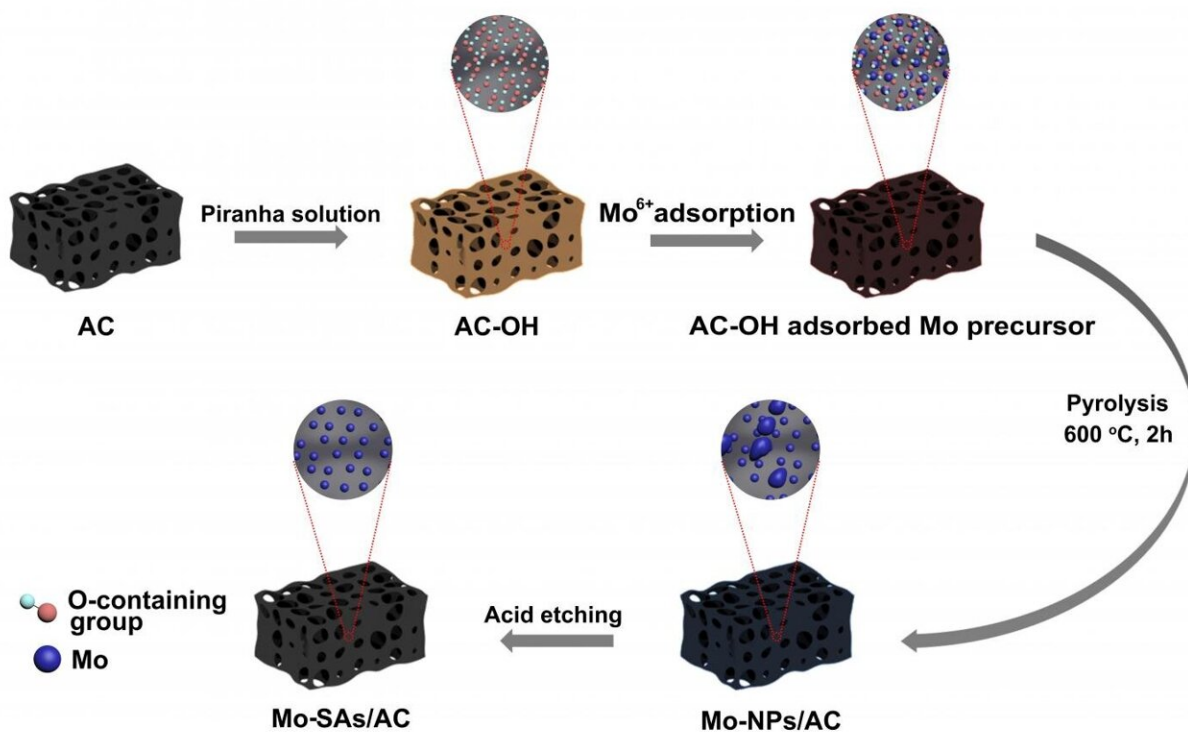 Piranha solution
Mo⁶⁺ adsorption
AC
AC-OH
AC-OH adsorbed Mo precursor
Pyrolysis
600 °C, 2h
O-containing
group
Mo
Acid etching
Mo-SAs/AC
Mo-NPs/AC